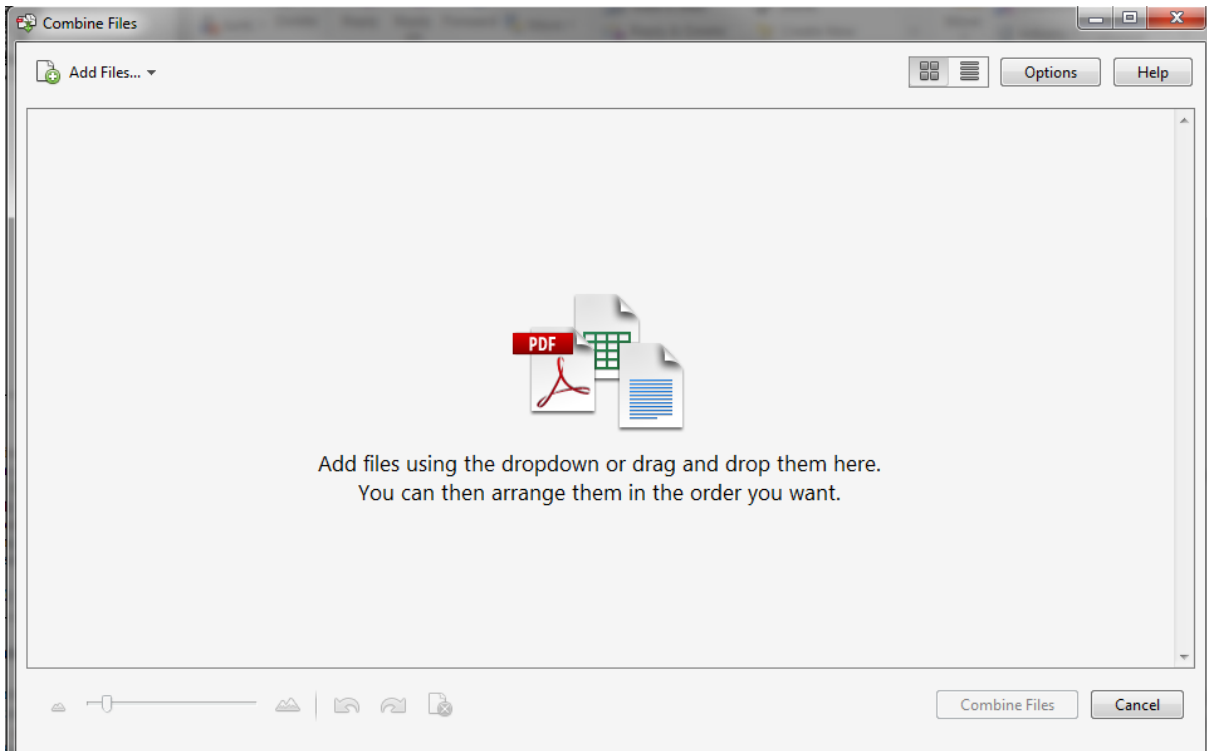 Combine Files
Add Files...
Options
Help
PDF
Add files using the dropdown or drag and drop them here.
You can then arrange them in the order you want.
Combine Files
Cancel